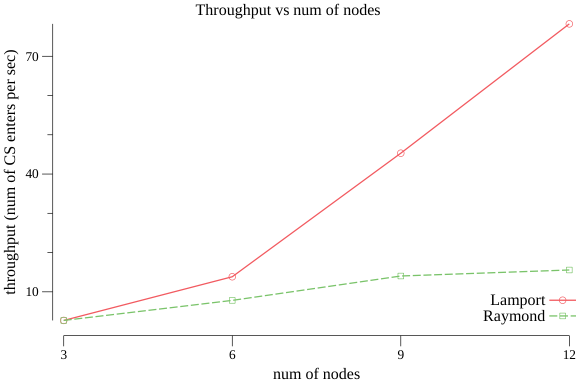 Throughput vs num of nodes
throughput (num of CS enters per sec)
70
40
10
Lamport
Raymond
3 6 9 12
num of nodes